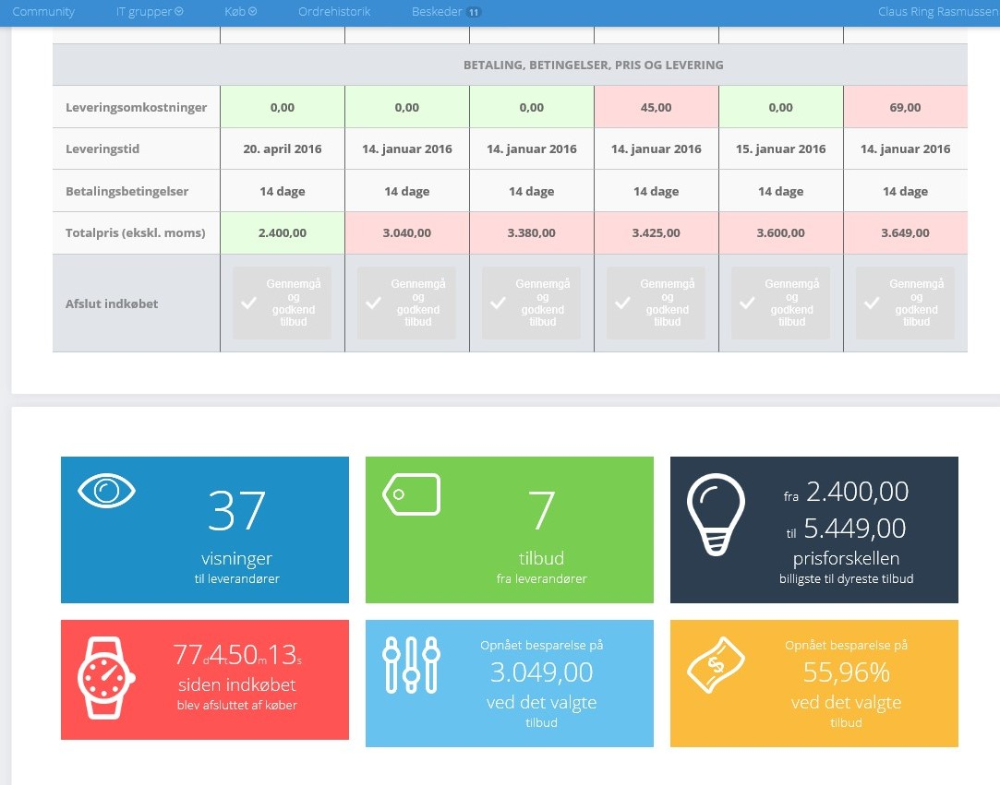 Community IT grupper Køb Ordrehistorik Beskeder 11 Claus Ring Rasmussen
BETALING, BETINGELSER, PRIS OG LEVERING
Leveringsomkostninger 0,00 0,00 0,00 45,00 0,00 69,00
Leveringstid 20. april 2016 14. januar 2016 14. januar 2016 14. januar 2016 15. januar 2016 14. januar 2016
Betalingsbetingelser 14 dage 14 dage 14 dage 14 dage 14 dage 14 dage
Totalpris (ekskl. moms) 2.400,00 3.040,00 3.380,00 3.425,00 3.600,00 3.649,00
Gennemgå Gennemgå Gennemgå Gennemgå Gennemgå Gennemgå
og og og og og og
Afslut indkøbet
godkend godkend godkend godkend godkend godkend
tilbud tilbud tilbud tilbud tilbud tilbud
37
visninger
til leverandører
7
tilbud
fra leverandører
fra 2.400,00
til 5.449,00
prisforskellen
billigste til dyreste tilbud
77d4t50m13s
siden indkøbet
blev afsluttet af køber
Opnået besparelse på
3.049,00
ved det valgte
tilbud
Opnået besparelse på
55,96%
ved det valgte
tilbud